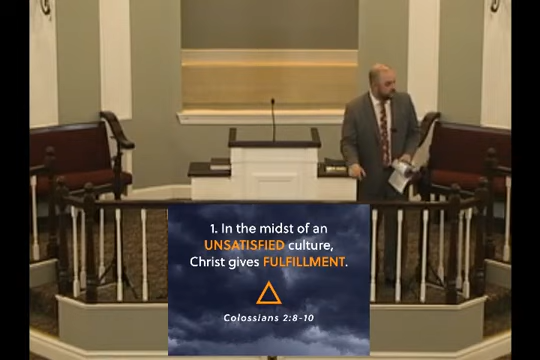 1. In the midst of an
UNSATISFIED culture,
Christ gives FULFILLMENT.
Colossians 2:8-10